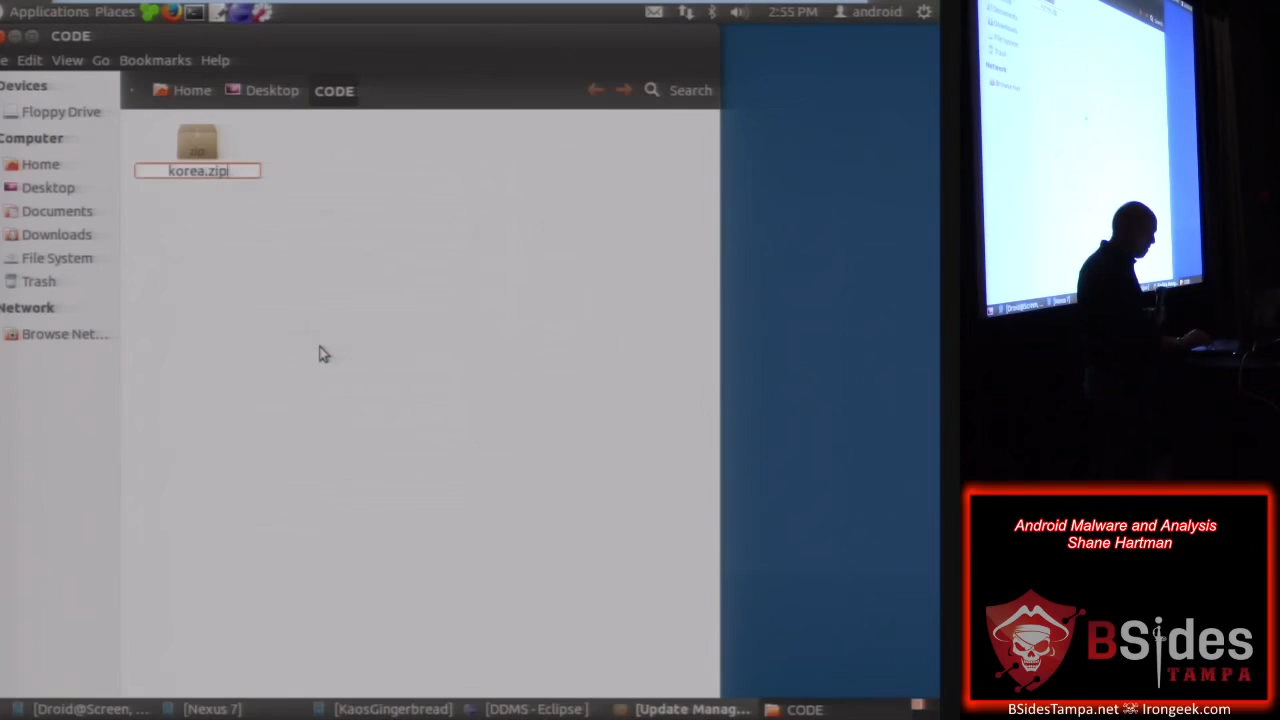 Applications Places
2:55 PM
android
CODE
Edit View Go Bookmarks Help
Devices
Floppy Drive
Computer
Home
Desktop
Documents
Downloads
File System
Trash
Network
Browse Net...
Home
Desktop
CODE
Search
zip
korea.zip
[Droid@Screen, ...
[Nexus 7]
[KaosGingerbread]
[DDMS - Eclipse ]
[Update Manag...
CODE
Network
Android Malware and Analysis
Shane Hartman
BSides
TAMPA
BSidesTampa.net Irongeek.com